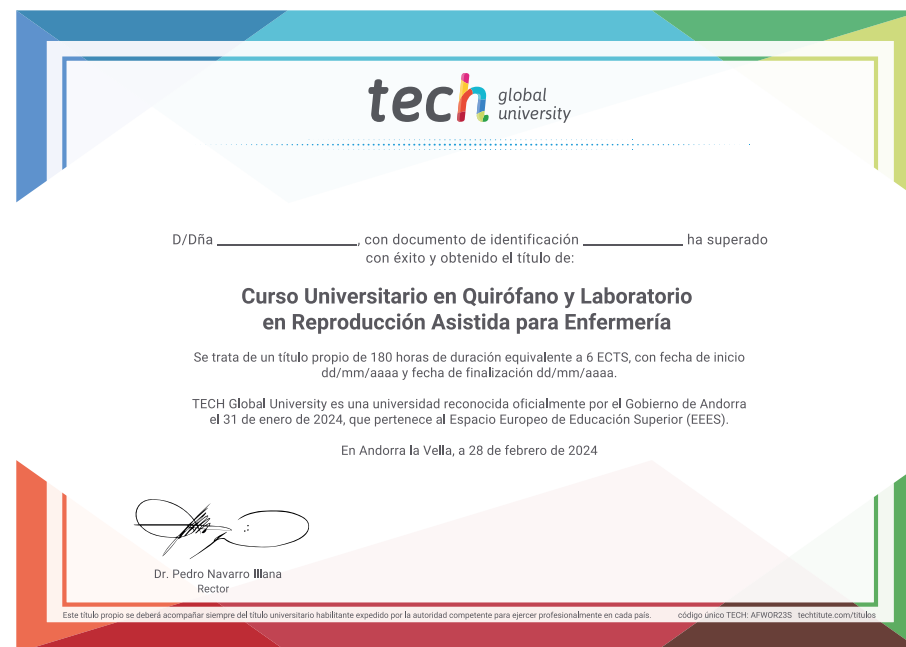 tech global
university
D/Dña ____________________, con documento de identificación ______________ ha superado
con éxito y obtenido el título de:
Curso Universitario en Quirófano y Laboratorio
en Reproducción Asistida para Enfermería
Se trata de un título propio de 180 horas de duración equivalente a 6 ECTS, con fecha de inicio
dd/mm/aaaa y fecha de finalización dd/mm/aaaa.
TECH Global University es una universidad reconocida oficialmente por el Gobierno de Andorra
el 31 de enero de 2024, que pertenece al Espacio Europeo de Educación Superior (EEES).
En Andorra la Vella, a 28 de febrero de 2024
Dr. Pedro Navarro Illana
Rector
Este título propio se deberá acompañar siempre del título universitario habilitante expedido por la autoridad competente para ejercer profesionalmente en cada país. código único TECH: AFWOR23S techtitute.com/titulos